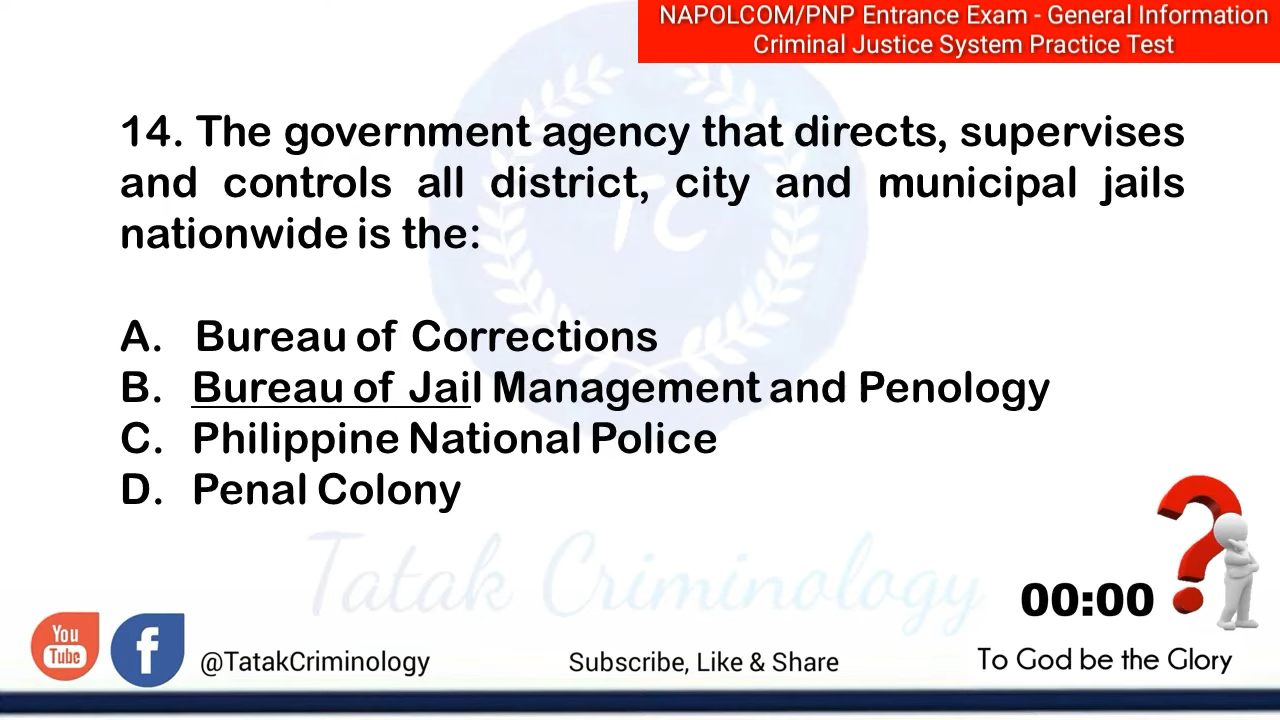 NAPOLCOM/PNP Entrance Exam - General Information
Criminal Justice System Practice Test
TC
14. The government agency that directs, supervises
and controls all district, city and municipal jails
nationwide is the:
A. Bureau of Corrections
B. Bureau of Jail Management and Penology
C. Philippine National Police
D. Penal Colony
Tatak Criminology
00:00
You
Tube
f
@TatakCriminology
Subscribe, Like & Share
To God be the Glory